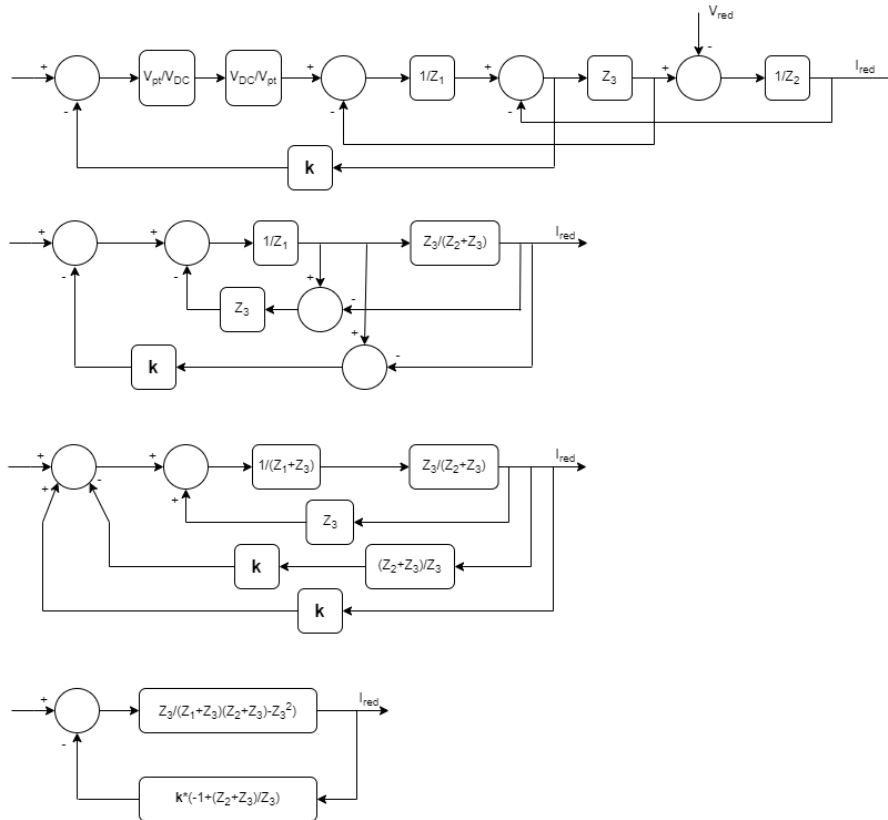 V_red
+ - + - + - + -
V_pt/V_DC V_DC/V_pt 1/Z_1 Z_3 1/Z_2 I_red
k
+ - + - 1/Z_1 Z_3/(Z_2+Z_3) I_red
+ -
Z_3
+ -
k
+ + - + + 1/(Z_1+Z_3) Z_3/(Z_2+Z_3) I_red
Z_3
k (Z_2+Z_3)/Z_3
k
+ - Z_3/(Z_1+Z_3)(Z_2+Z_3)-Z_3²) I_red
k*(-1+(Z_2+Z_3)/Z_3)